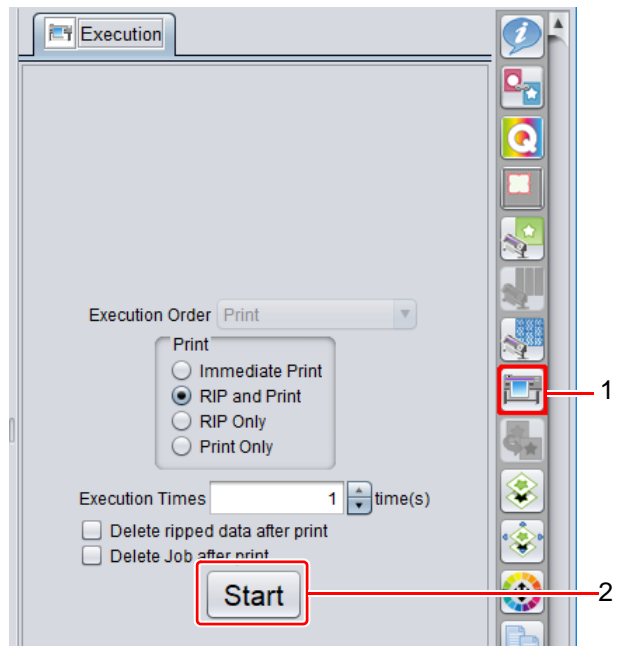 Execution
Execution Order Print
Print
Immediate Print
RIP and Print
RIP Only
Print Only
1
Execution Times 1 time(s)
Delete ripped data after print
Delete Job after print
Start
2